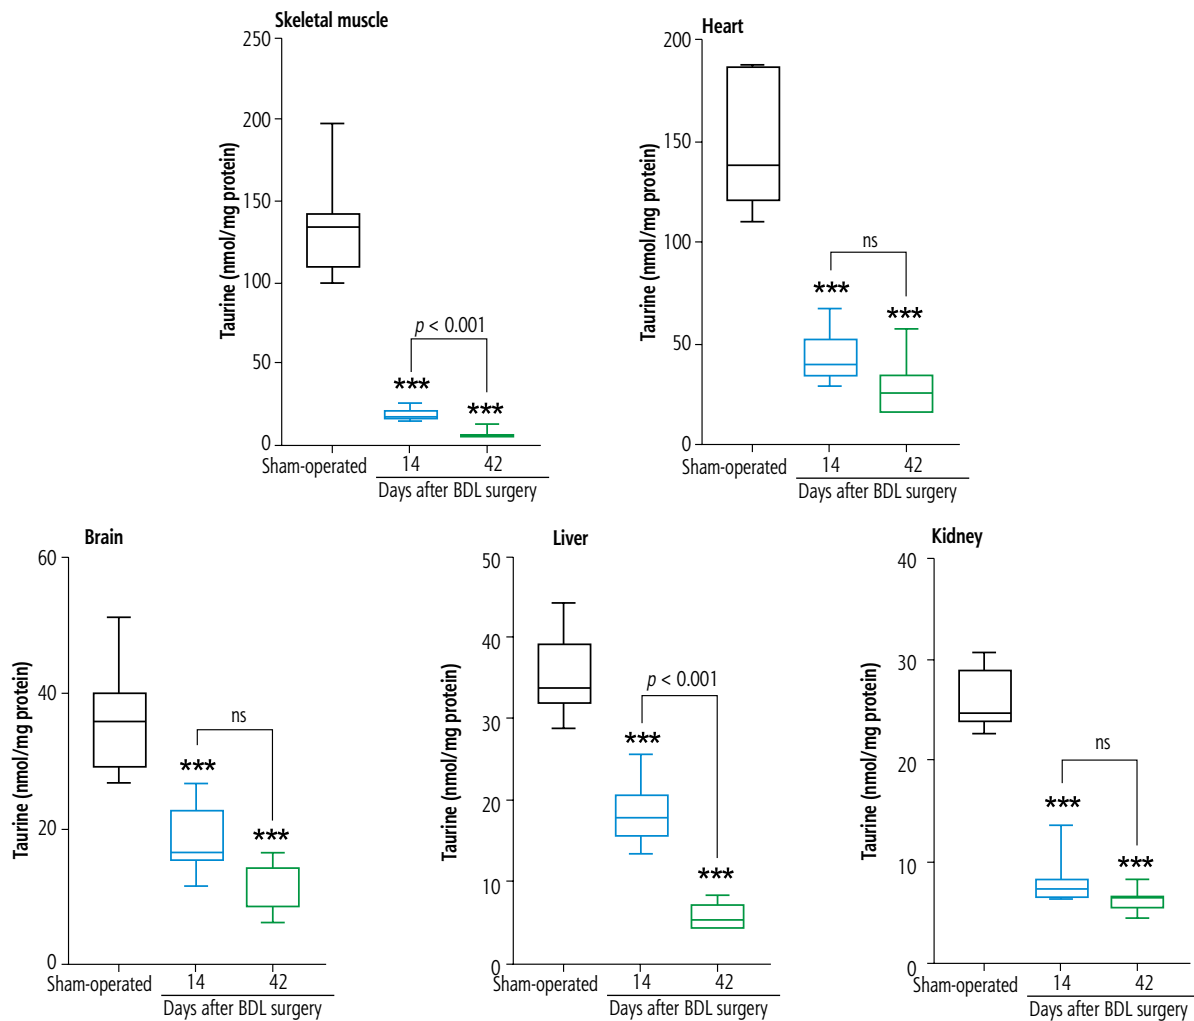 Skeletal muscle
Taurine (nmol/mg protein)
250
200
150
100
50
0
p < 0.001
***
***
Sham-operated
14
42
Days after BDL surgery
Heart
Taurine (nmol/mg protein)
200
150
100
50
0
ns
***
***
Sham-operated
14
42
Days after BDL surgery
Brain
Taurine (nmol/mg protein)
60
40
20
0
ns
***
***
Sham-operated
14
42
Days after BDL surgery
Liver
Taurine (nmol/mg protein)
50
40
30
20
10
0
p < 0.001
***
***
Sham-operated
14
42
Days after BDL surgery
Kidney
Taurine (nmol/mg protein)
40
30
20
10
0
ns
***
***
Sham-operated
14
42
Days after BDL surgery